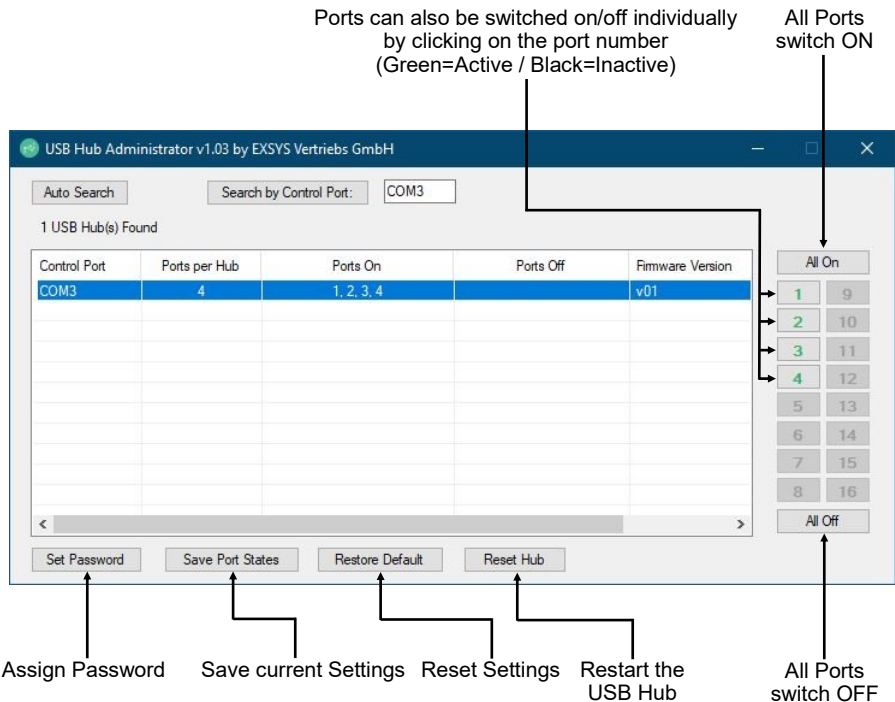 Ports can also be switched on/off individually
by clicking on the port number
(Green=Active / Black=Inactive)
All Ports
switch ON
USB Hub Administrator v1.03 by EXSYS Vertriebs GmbH
Auto Search
Search by Control Port:
COM3
1 USB Hub(s) Found
Control Port Ports per Hub Ports On Ports Off Firmware Version
COM3 4 1, 2, 3, 4 v01
All On
1 9
2 10
3 11
4 12
5 13
6 14
7 15
8 16
All Off
Set Password Save Port States Restore Default Reset Hub
Assign Password
Save current Settings
Reset Settings
Restart the
USB Hub
All Ports
switch OFF